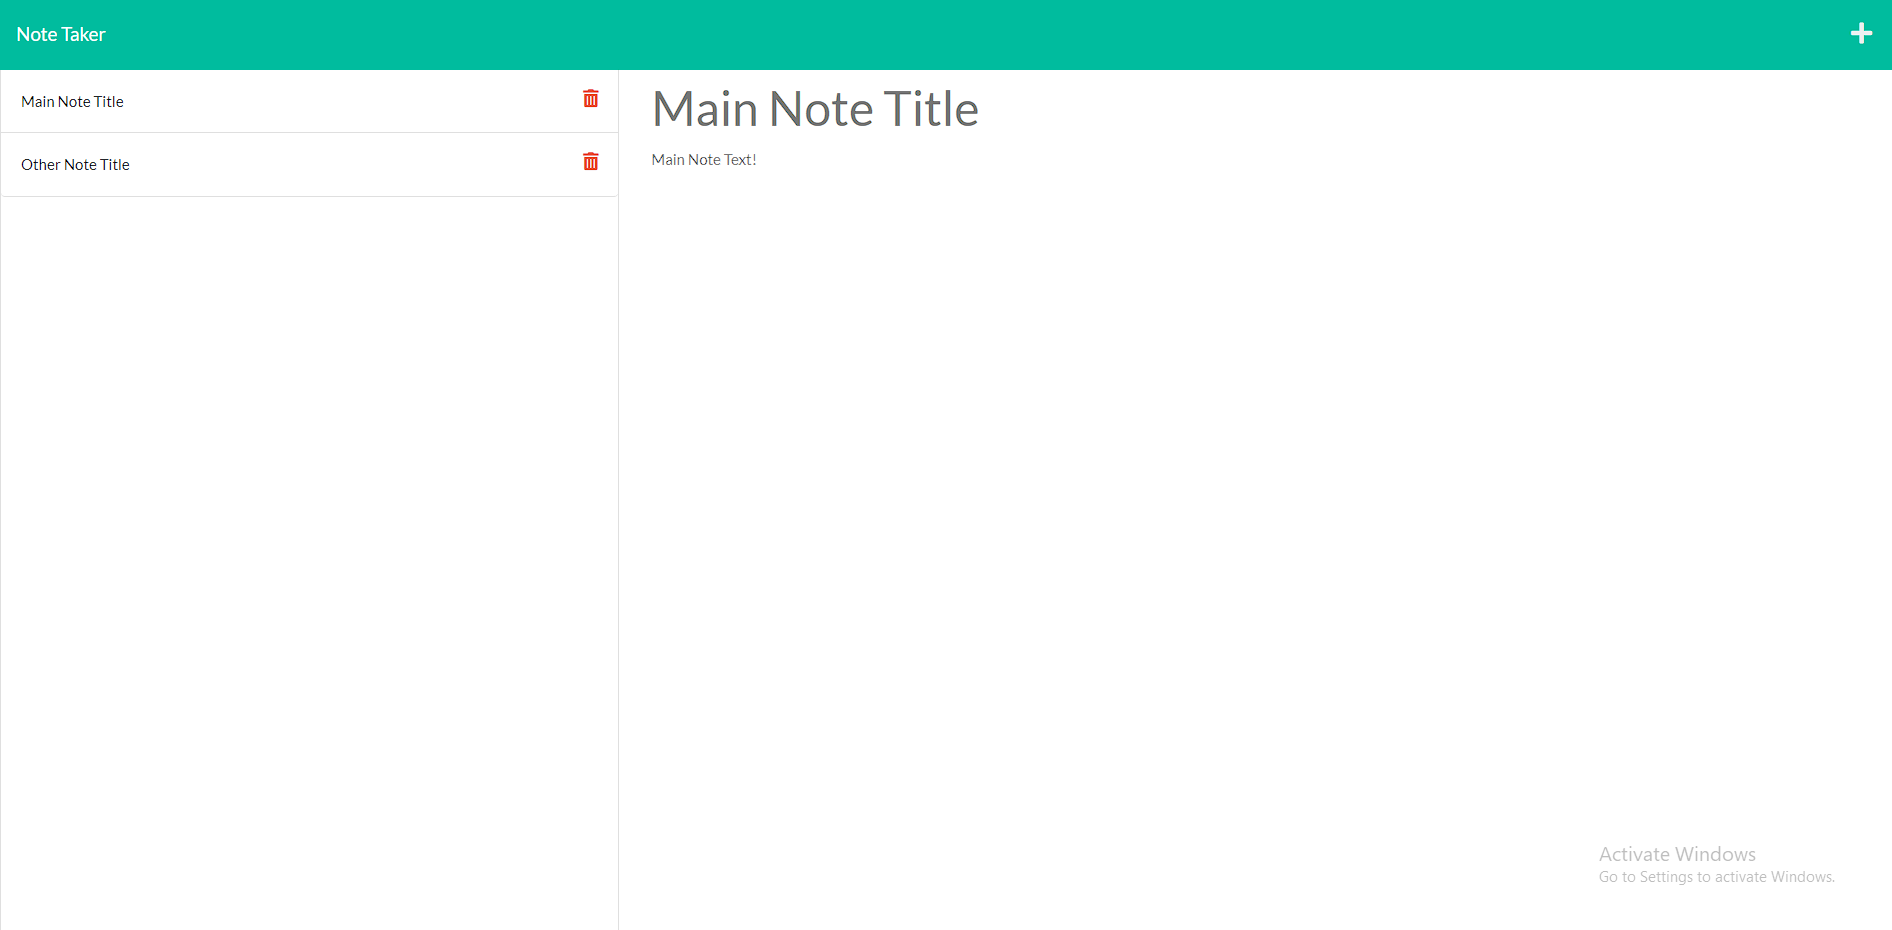 Note Taker
Main Note Title
Other Note Title
Main Note Title
Main Note Text!
Activate Windows
Go to Settings to activate Windows.